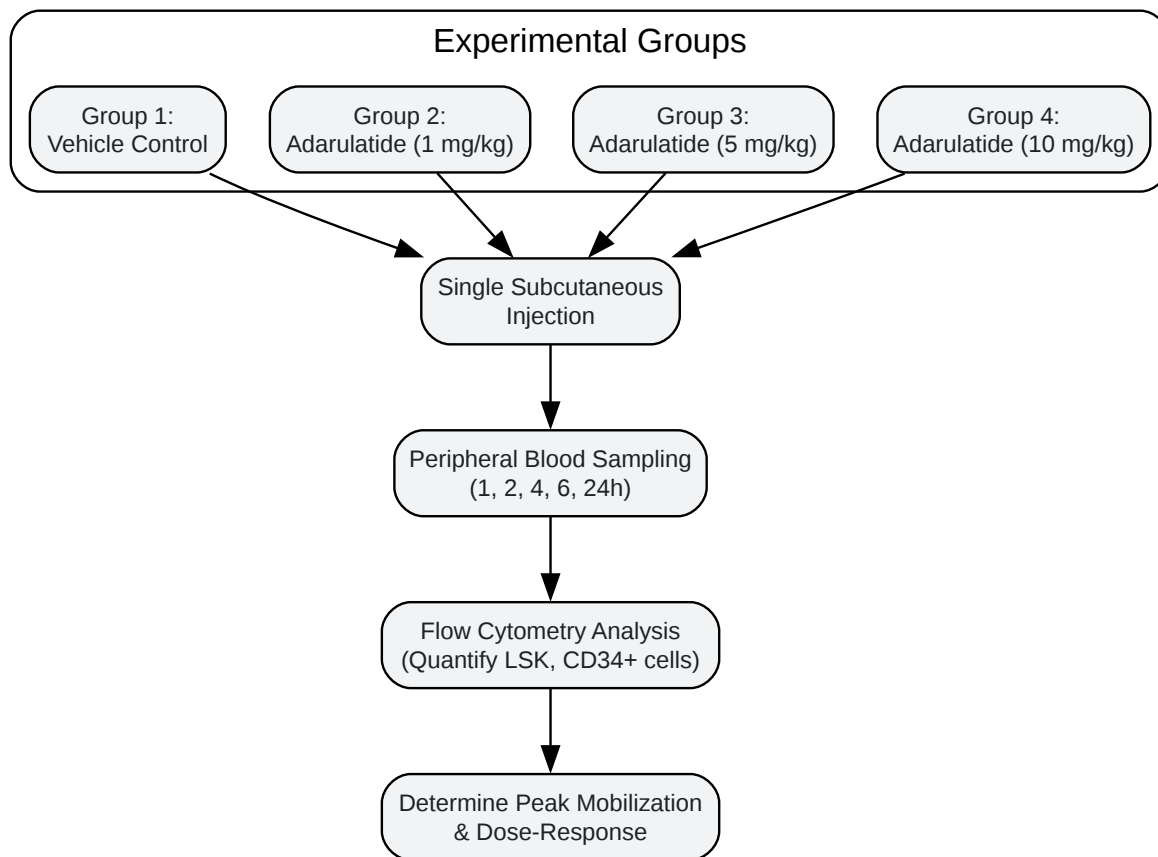 Experimental Groups
Group 1:
Vehicle Control
Group 2:
Adarulatide (1 mg/kg)
Group 3:
Adarulatide (5 mg/kg)
Group 4:
Adarulatide (10 mg/kg)
Single Subcutaneous
Injection
Peripheral Blood Sampling
(1, 2, 4, 6, 24h)
Flow Cytometry Analysis
(Quantify LSK, CD34+ cells)
Determine Peak Mobilization
& Dose-Response